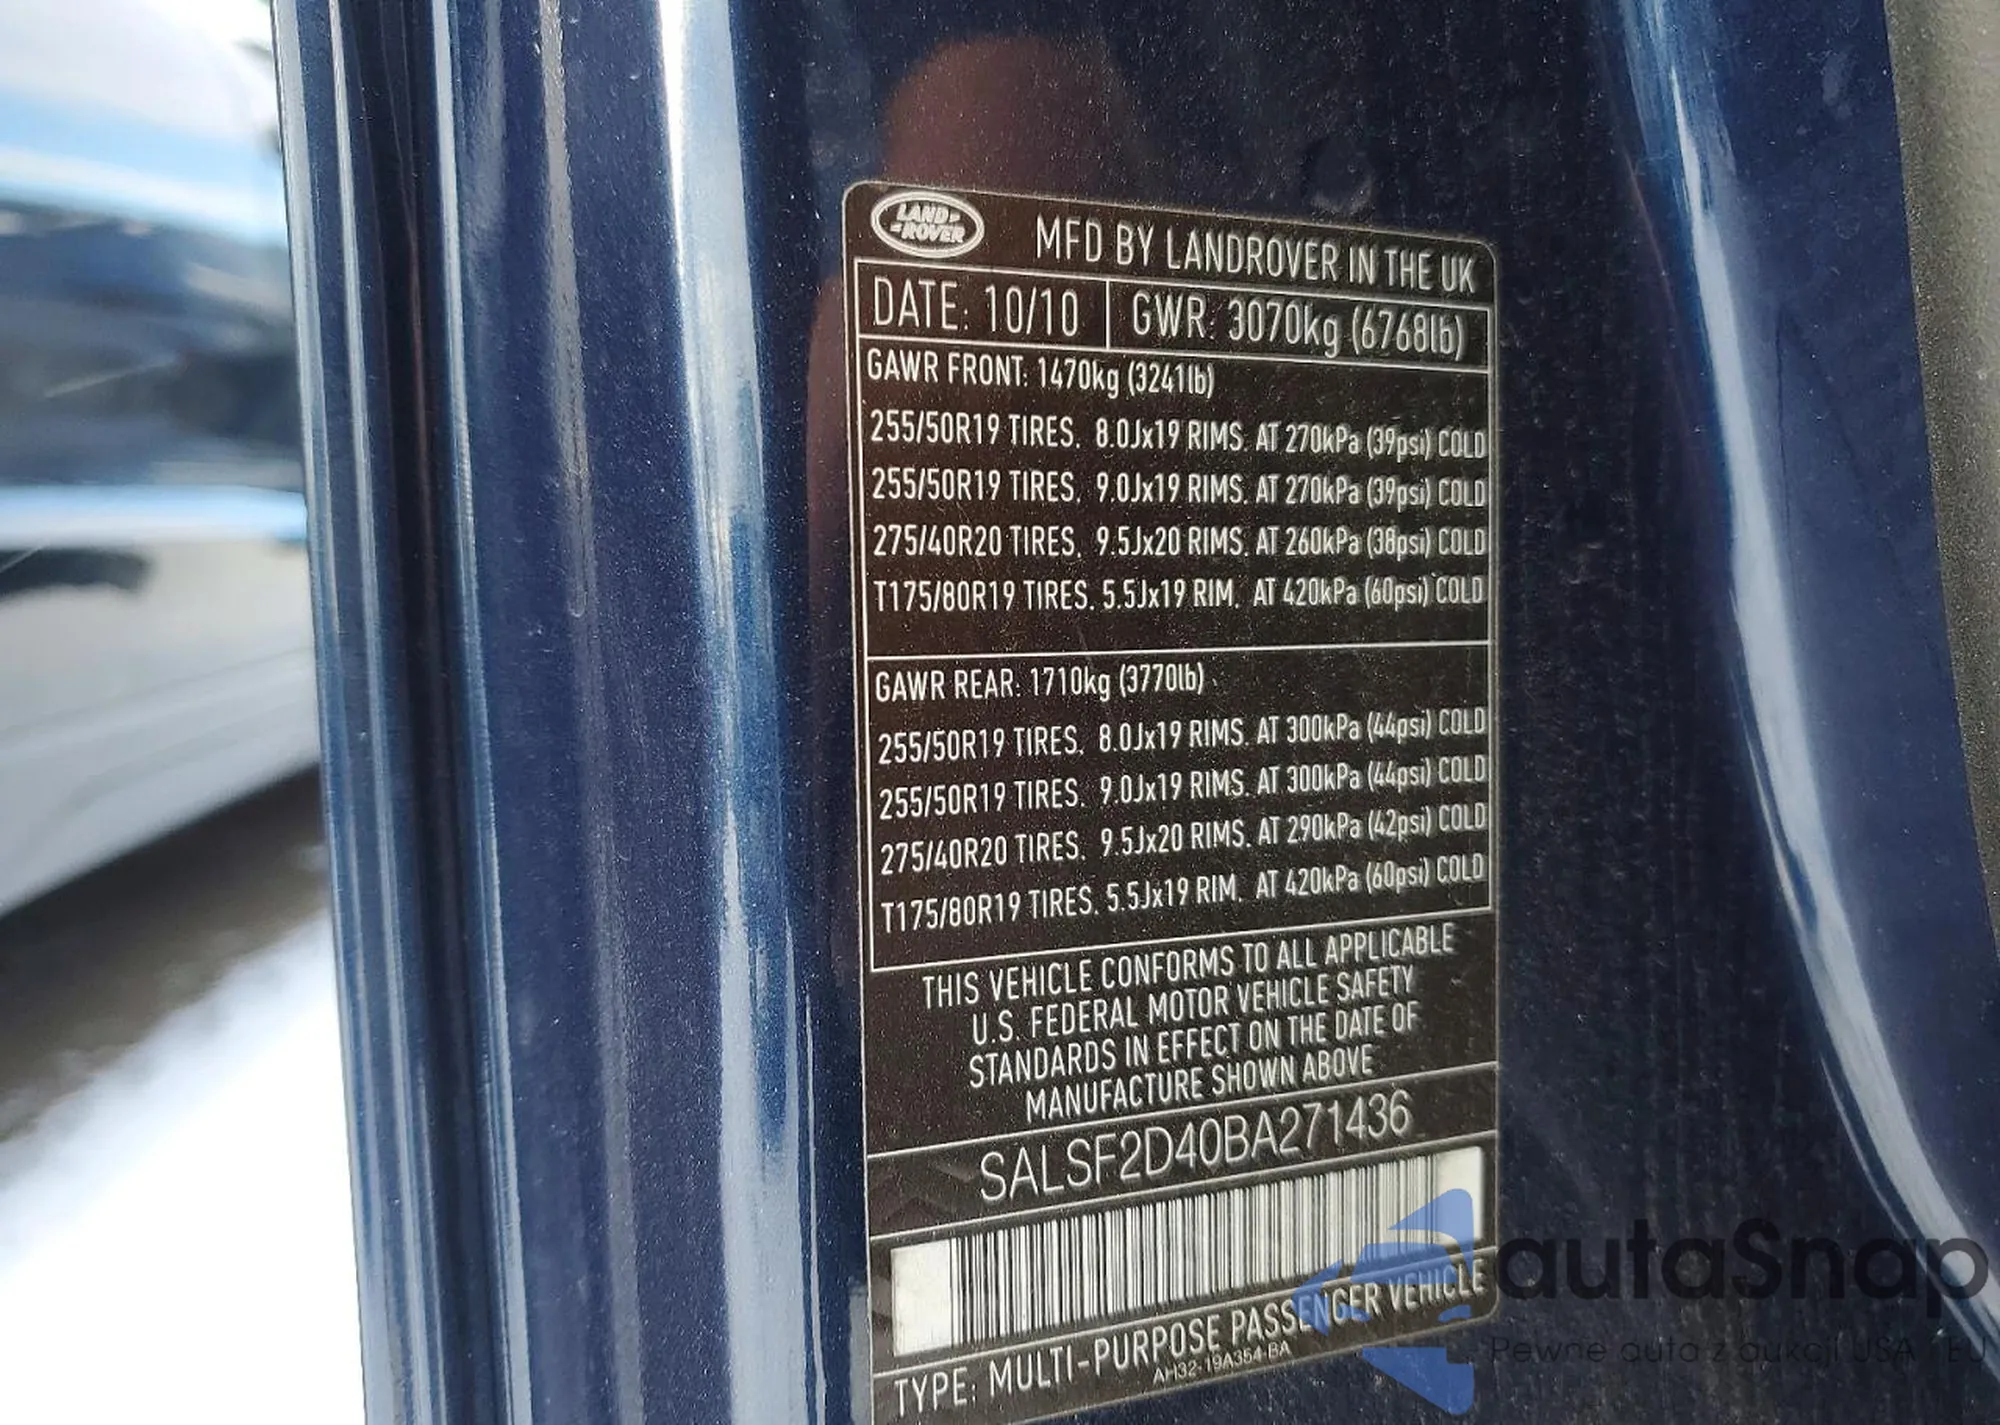 LAND-
-ROVER
MFD BY LANDROVER IN THE UK
DATE: 10/10 GWR: 3070kg (6768lb)
GAWR FRONT: 1470kg (3241lb)
255/50R19 TIRES. 8.0Jx19 RIMS. AT 270kPa (39psi) COLD
255/50R19 TIRES. 9.0Jx19 RIMS. AT 270kPa (39psi) COLD
275/40R20 TIRES. 9.5Jx20 RIMS. AT 260kPa (38psi) COLD
T175/80R19 TIRES. 5.5Jx19 RIM. AT 420kPa (60psi) COLD
GAWR REAR: 1710kg (3770lb)
255/50R19 TIRES. 8.0Jx19 RIMS. AT 300kPa (44psi) COLD
255/50R19 TIRES. 9.0Jx19 RIMS. AT 300kPa (44psi) COLD
275/40R20 TIRES. 9.5Jx20 RIMS. AT 290kPa (42psi) COLD
T175/80R19 TIRES. 5.5Jx19 RIM. AT 420kPa (60psi) COLD
THIS VEHICLE CONFORMS TO ALL APPLICABLE
U.S. FEDERAL MOTOR VEHICLE SAFETY
STANDARDS IN EFFECT ON THE DATE OF
MANUFACTURE SHOWN ABOVE
SALSF2D40BA271436
TYPE: MULTI-PURPOSE PASSENGER VEHICLE
AH32-19A354-BA
autaSnap
Pewne auta z aukcji USA EU